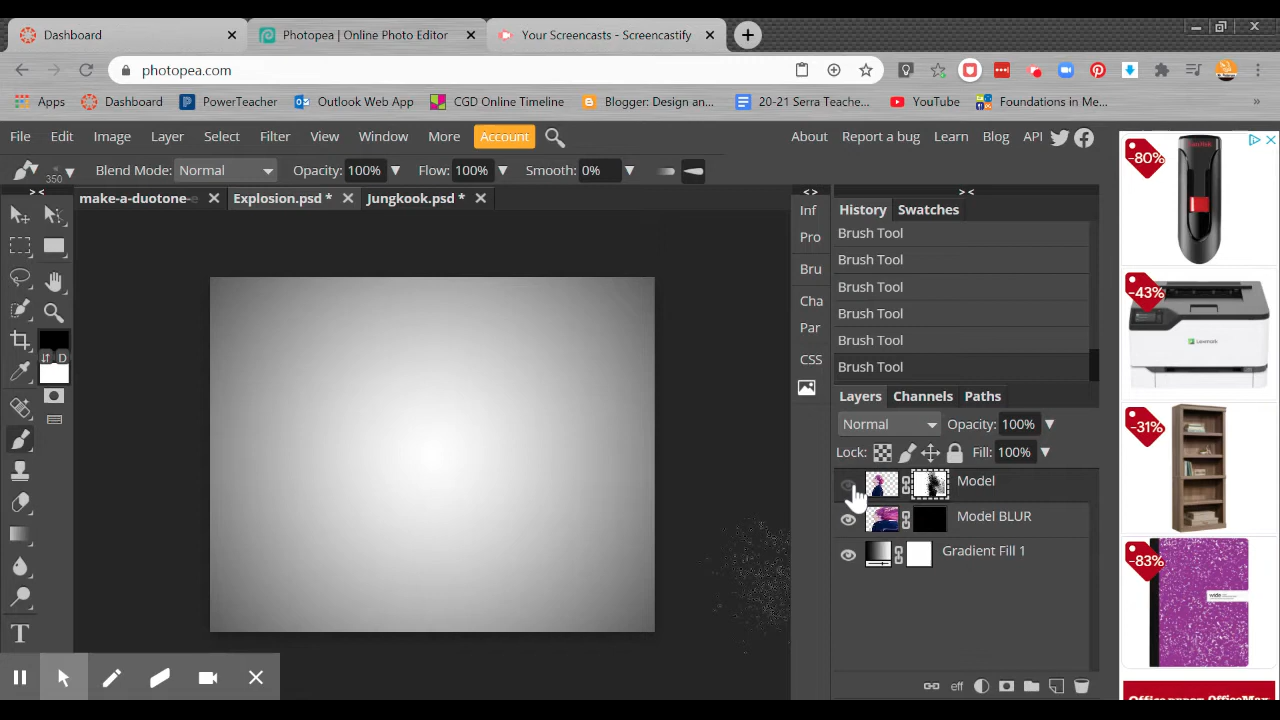 Dashboard
Photopea | Online Photo Editor
Your Screencasts - Screencastify
photopea.com
Apps
Dashboard
PowerTeach
Outlook Web App
CGD Online Timeline
Blogger: Design an...
20-21 Serra Teache...
YouTube
Foundations in Me...
File Edit Image Layer Select Filter View Window More Account
About Report a bug Learn Blog API
350 Blend Mode: Normal Opacity: 100% Flow: 100% Smooth: 0%
make-a-duotone-e
Explosion.psd *
Jungkook.psd *
Inf
Pro
Bru
Cha
Par
CSS
History Swatches
Brush Tool
Brush Tool
Brush Tool
Brush Tool
Brush Tool
Brush Tool
Layers Channels Paths
Normal Opacity: 100%
Lock: Fill: 100%
Model
Model BLUR
Gradient Fill 1
eff
D
T
-80%
-43%
-31%
-83%